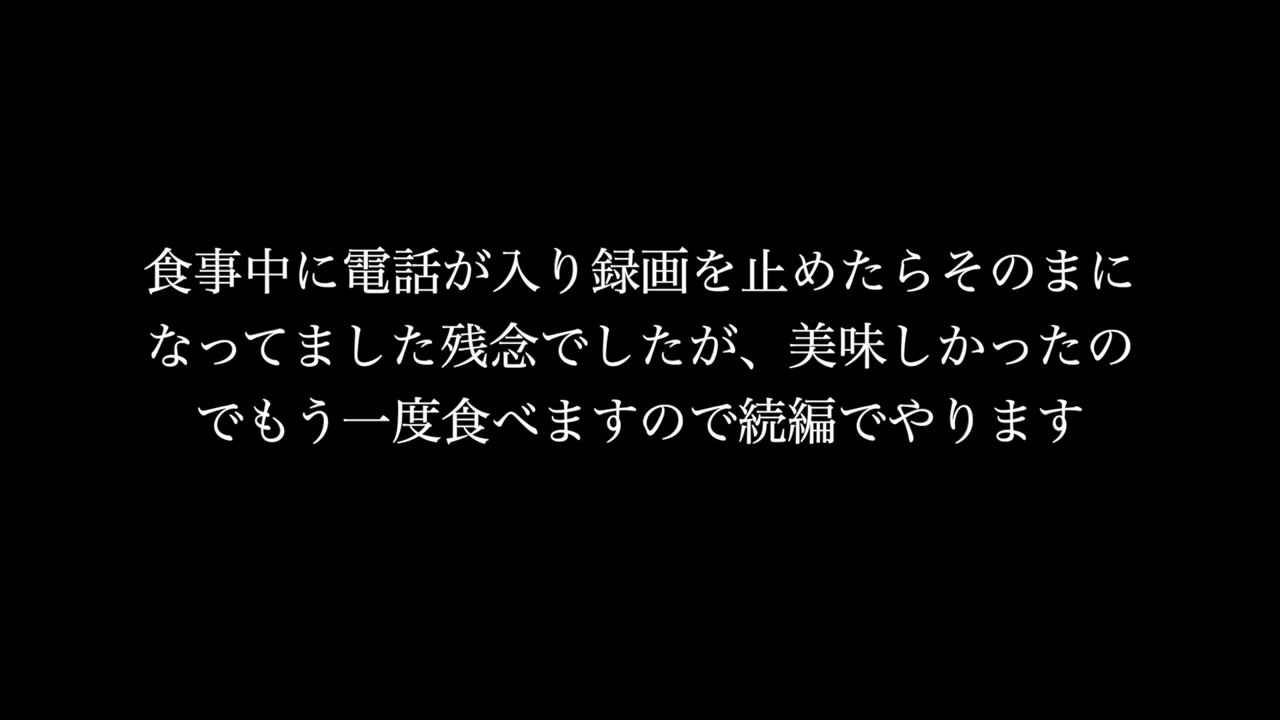 食事中に電話が入り録画を止めたらそのまに
なってました残念でしたが、美味しかったの
でもう一度食べますので続編でやります